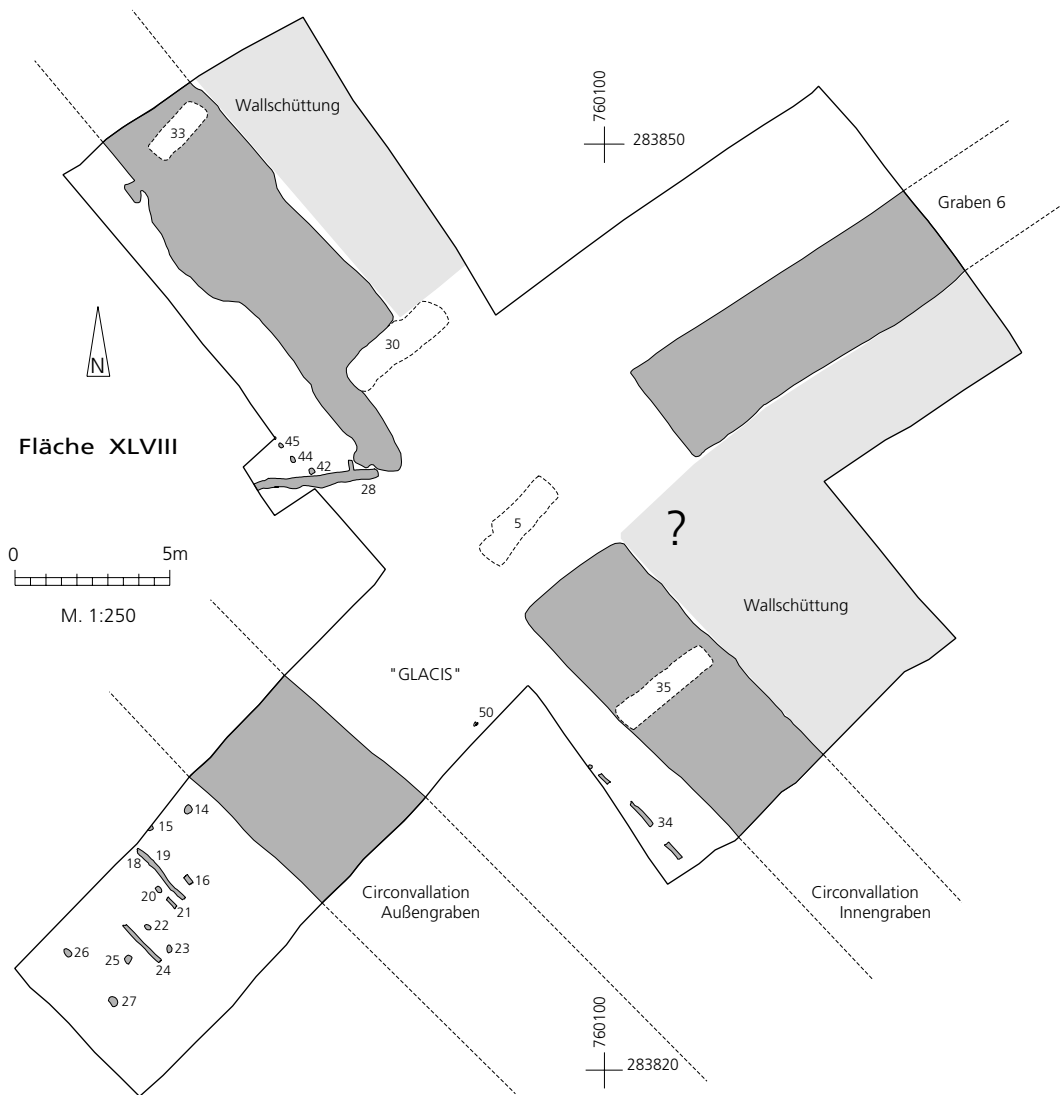 Wallschüttung
33
760100
283850
Graben 6
30
N
Fläche XLVIII
45
44
42
28
5
?
0 5m
M. 1:250
Wallschüttung
"GLACIS"
35
50
14
15
34
19
18
16
20
21
22
23
26
25
24
27
Circonvallation
Außengraben
Circonvallation
Innengraben
760100
283820